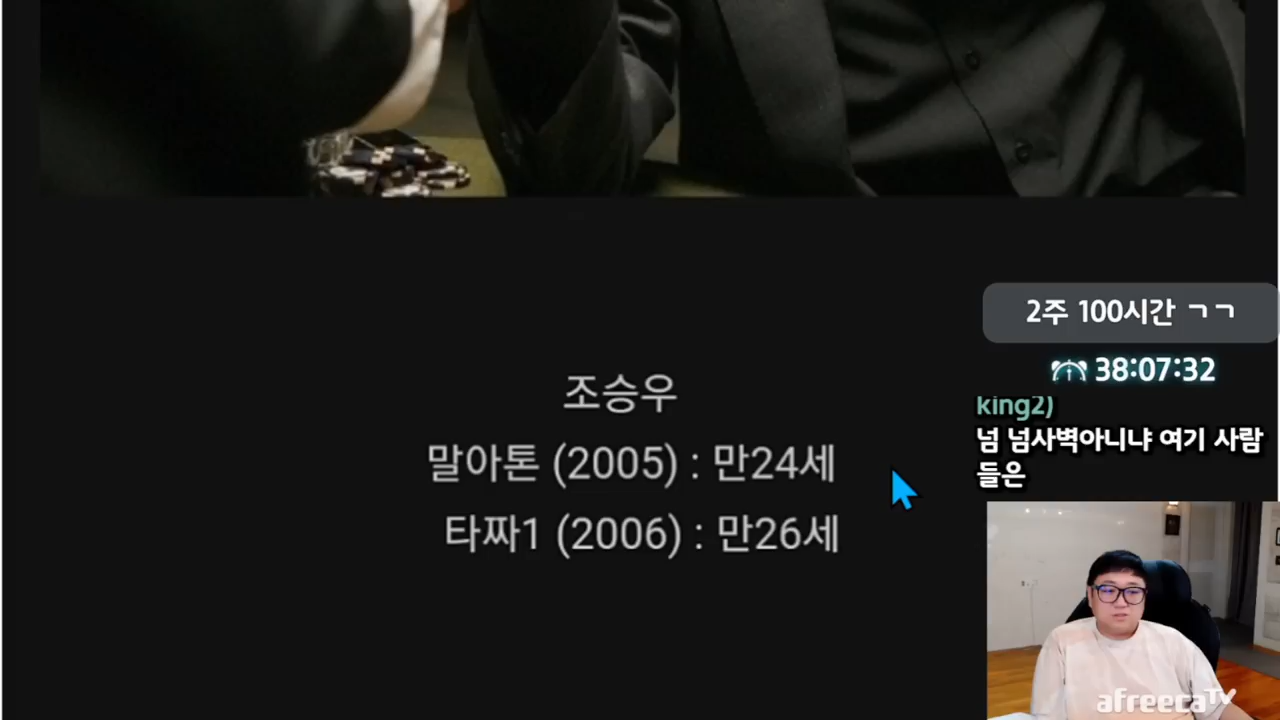 2주 100시간 ㄱㄱ
38:07:32
king2)
넘 넘사벽아니냐 여기 사람
들은
조승우
말아톤 (2005) : 만24세
타짜1 (2006) : 만26세
afreecaTV